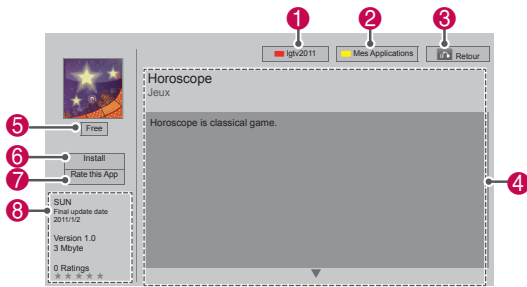 1 2 3
lgtv2011 Mes Applications Retour
Horoscope
Jeux
Horoscope is classical game.
4
5 Free
6 Install
7 Rate this App
8 SUN
Final update date
2011/1/2
Version 1.0
3 Mbyte
0 Ratings